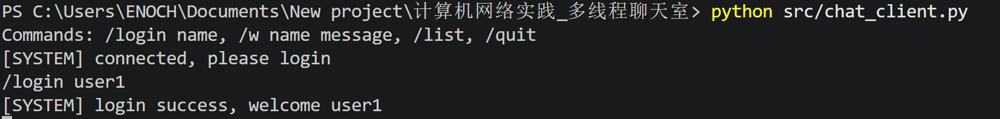 PS C:\Users\ENOCH\Documents\New project\计算机网络实践_多线程聊天室> python src/chat_client.py
Commands: /login name, /w name message, /list, /quit
[SYSTEM] connected, please login
/login user1
[SYSTEM] login success, welcome user1